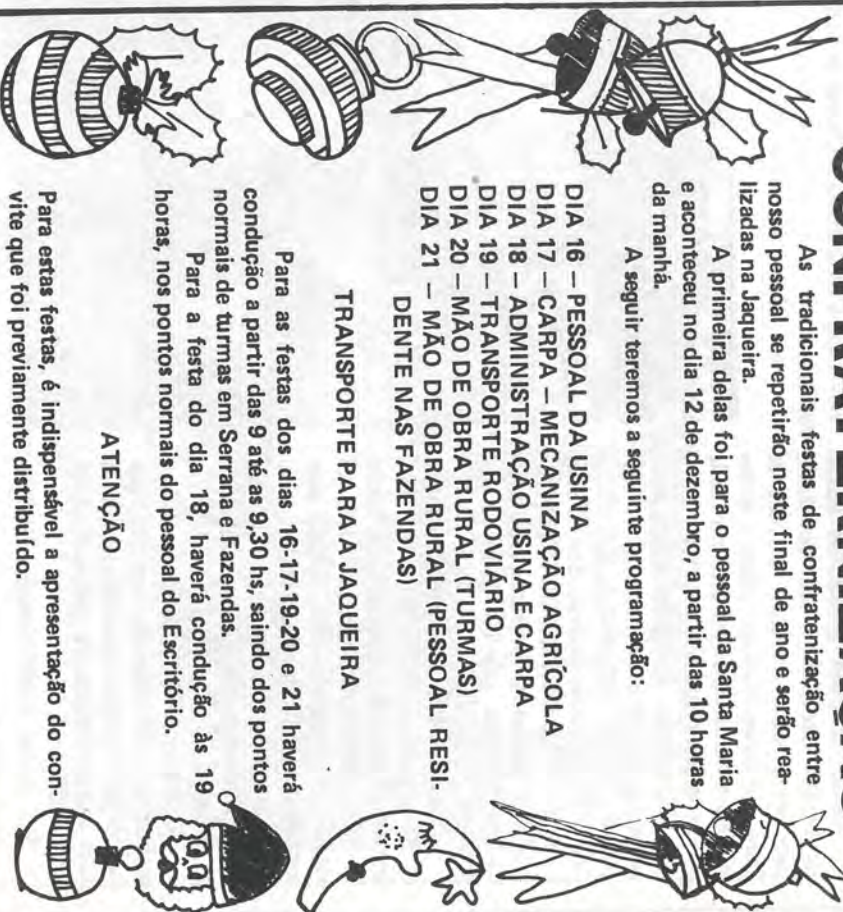 As tradicionais festas de confratenização entre
nosso pessoal se repetirão neste final de ano e serão rea-
lizadas na Jaqueira.
A primeira delas foi para o pessoal da Santa Maria
e aconteceu no dia 12 de dezembro, a partir das 10 horas
da manhã.
A seguir teremos a seguinte programação:
DIA 16 – PESSOAL DA USINA
DIA 17 – CARPA – MECANIZAÇÃO AGRÍCOLA
DIA 18 – ADMINISTRAÇÃO USINA E CARPA
DIA 19 – TRANSPORTE RODOVIÁRIO
DIA 20 – MÃO DE OBRA RURAL (TURMAS)
DIA 21 – MÃO DE OBRA RURAL (PESSOAL RESI-
DENTE NAS FAZENDAS)
TRANSPORTE PARA A JAQUEIRA
Para as festas dos dias 16-17-19-20 e 21 haverá
condução a partir das 9 até as 9,30 hs, saindo dos pontos
normais de turmas em Serrana e Fazendas.
Para a festa do dia 18, haverá condução às 19
horas, nos pontos normais do pessoal do Escritório.
ATENÇÃO
Para estas festas, é indispensável a apresentação do con-
vite que foi previamente distribuído.